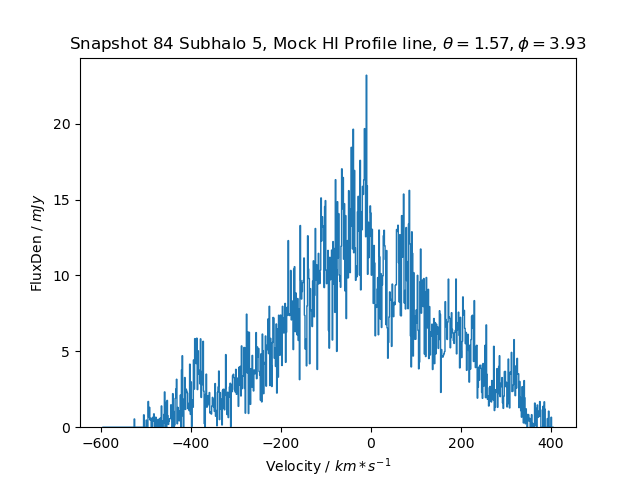 Snapshot 84 Subhalo 5, Mock HI Profile line, θ = 1.57, ϕ = 3.93
FluxDen / mJy
20
15
10
5
0
−600 −400 −200 0 200 400
Velocity / km * s⁻¹